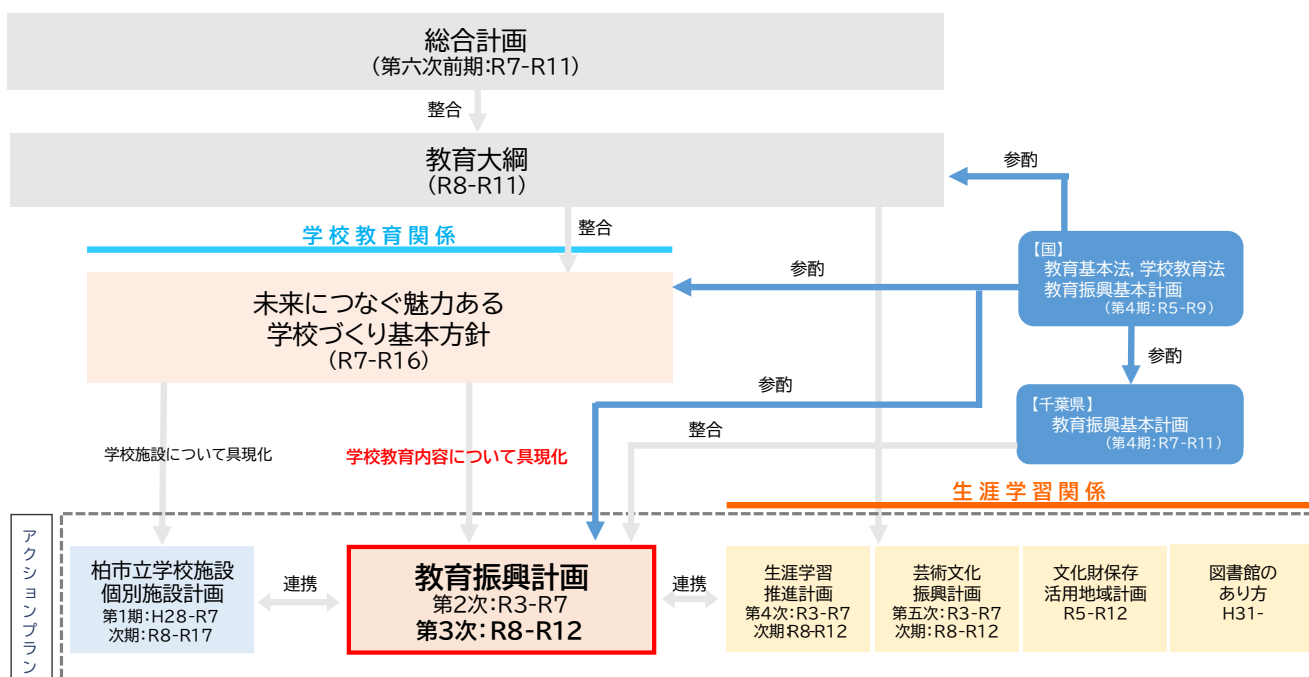 総合計画
(第六次前期:R7-R11)
整合
教育大綱
(R8-R11)
参酌
整合
学校教育関係
【国】
教育基本法,学校教育法
教育振興基本計画
(第4期:R5-R9)
参酌
未来につなぐ魅力ある
学校づくり基本方針
(R7-R16)
参酌
参酌
【千葉県】
教育振興基本計画
(第4期:R7-R11)
整合
学校施設について具現化
学校教育内容について具現化
生涯学習関係
アクションプラン
柏市立学校施設
個別施設計画
第1期:H28-R7
次期:R8-R17
連携
教育振興計画
第2次:R3-R7
第3次:R8-R12
連携
生涯学習
推進計画
第4次:R3-R7
次期:R8-R12
芸術文化
振興計画
第五次:R3-R7
次期:R8-R12
文化財保存
活用地域計画
R5-R12
図書館の
あり方
H31-